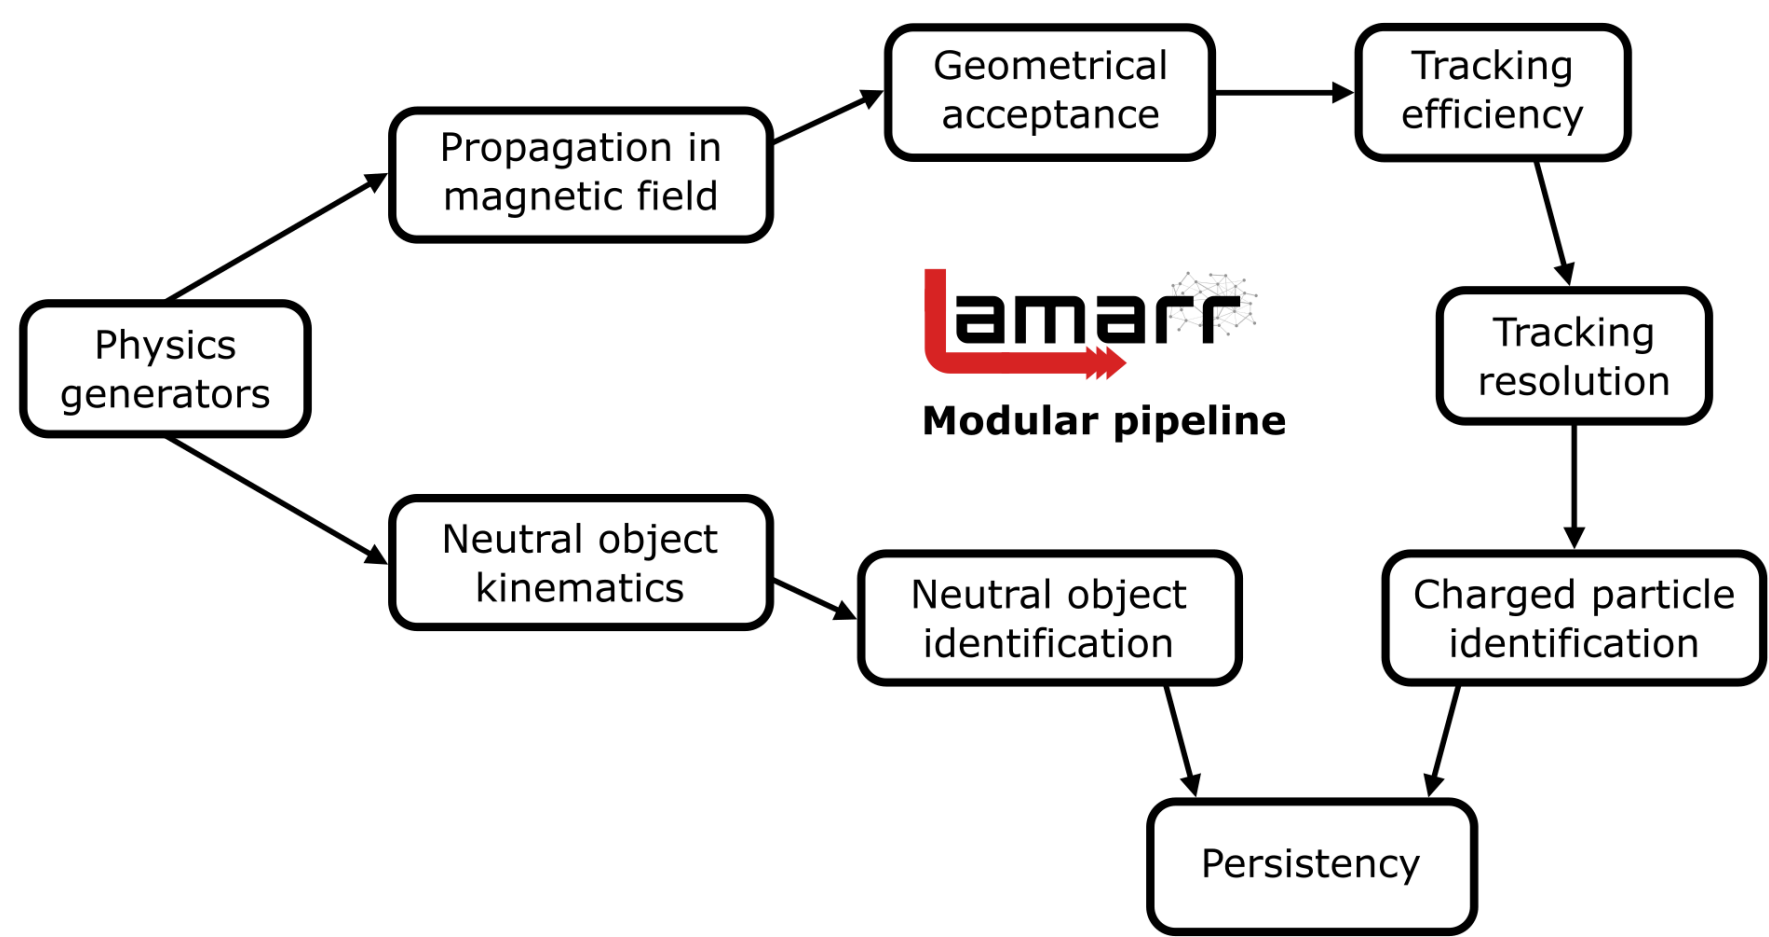 Geometrical
acceptance
Tracking
efficiency
Propagation in
magnetic field
Physics
generators
Lamarr
Modular pipeline
Tracking
resolution
Neutral object
kinematics
Neutral object
identification
Charged particle
identification
Persistency